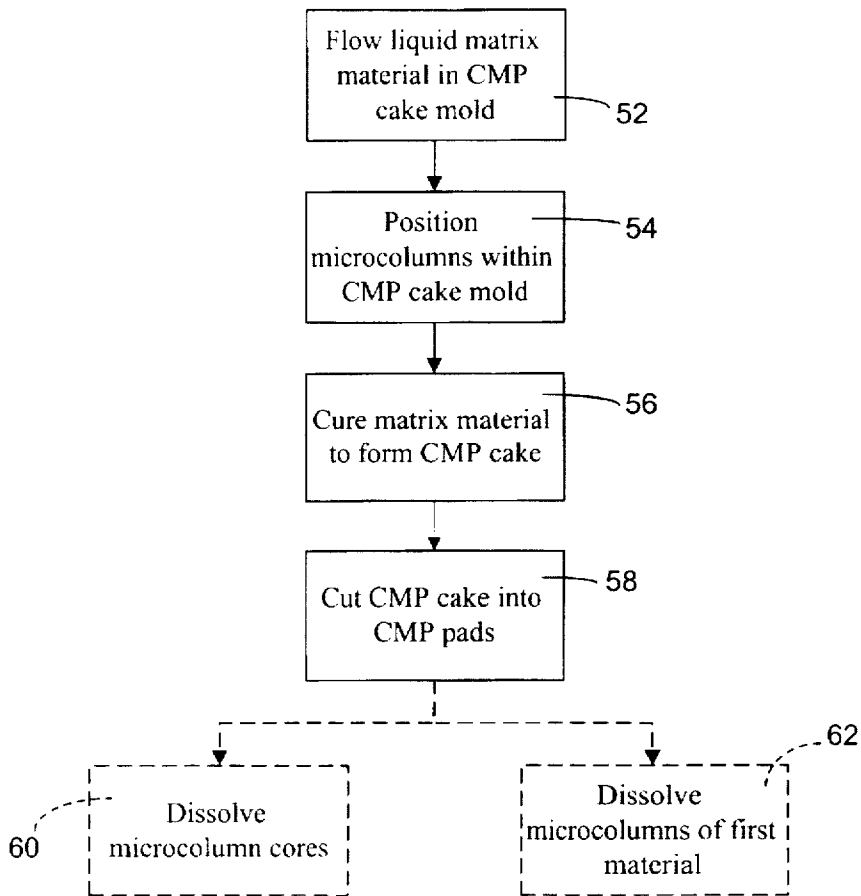 Flow liquid matrix
material in CMP
cake mold
52
Position
microcolumns within
CMP cake mold
54
Cure matrix material
to form CMP cake
56
Cut CMP cake into
CMP pads
58
Dissolve
microcolumn cores
60
Dissolve
microcolumns of first
material
62